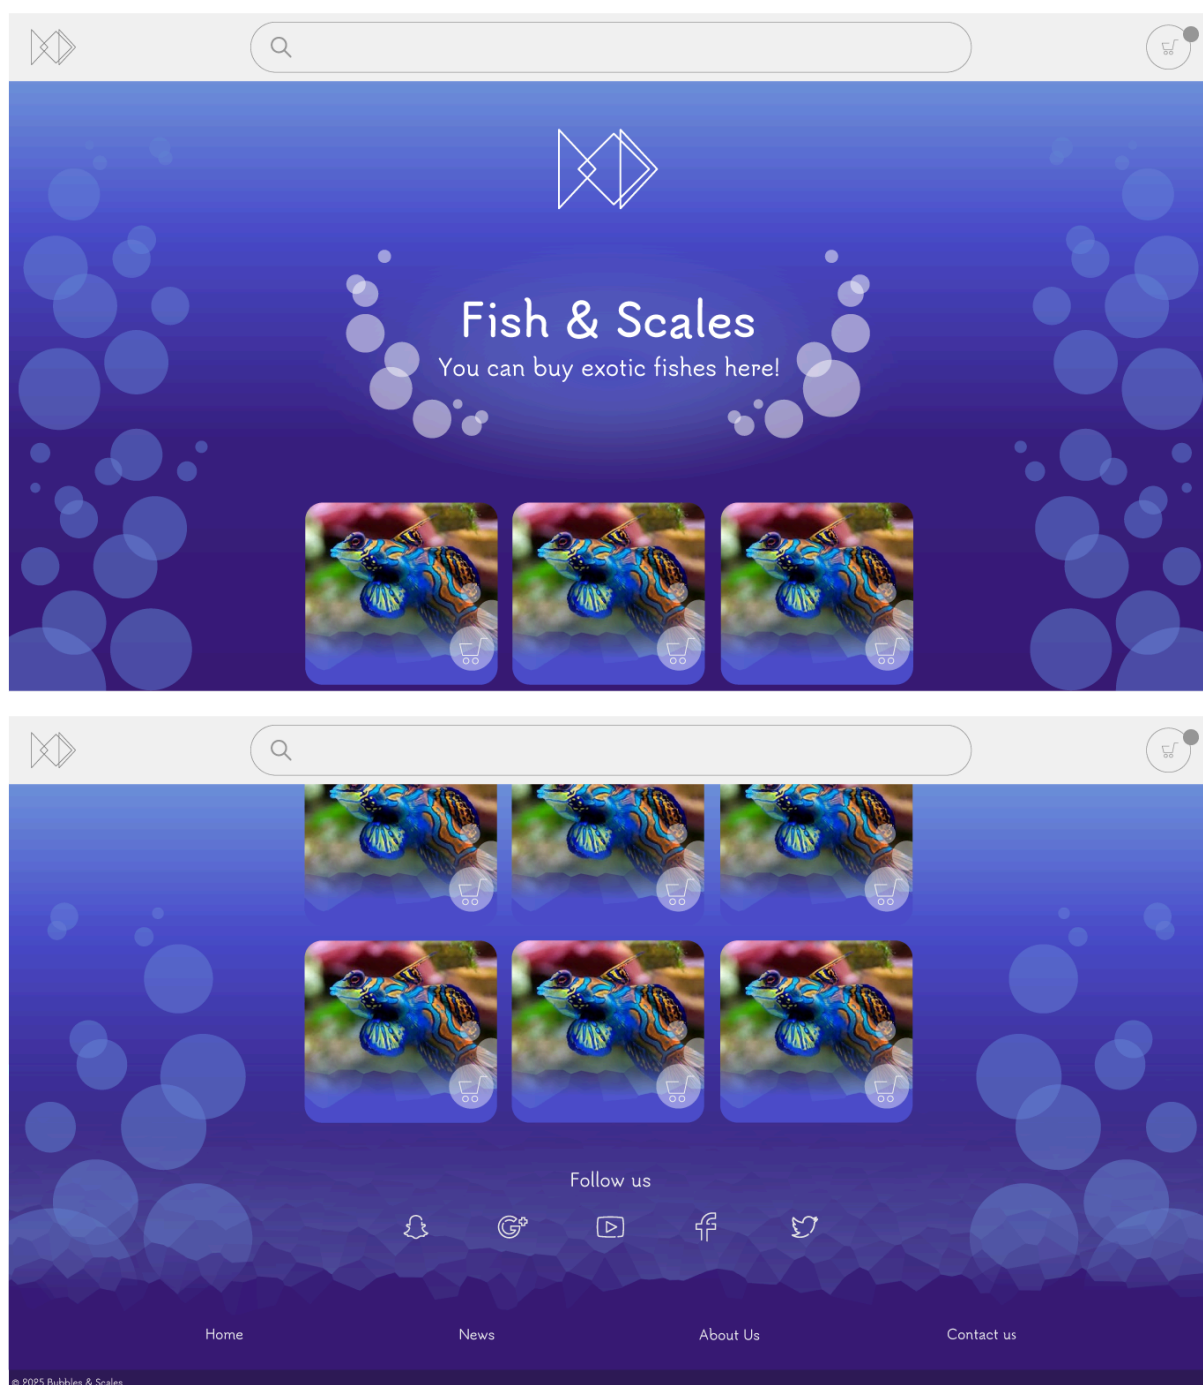 Fish & Scales
You can buy exotic fishes here!
Follow us
Home News About Us Contact us
© 2025 Bubbles & Scales